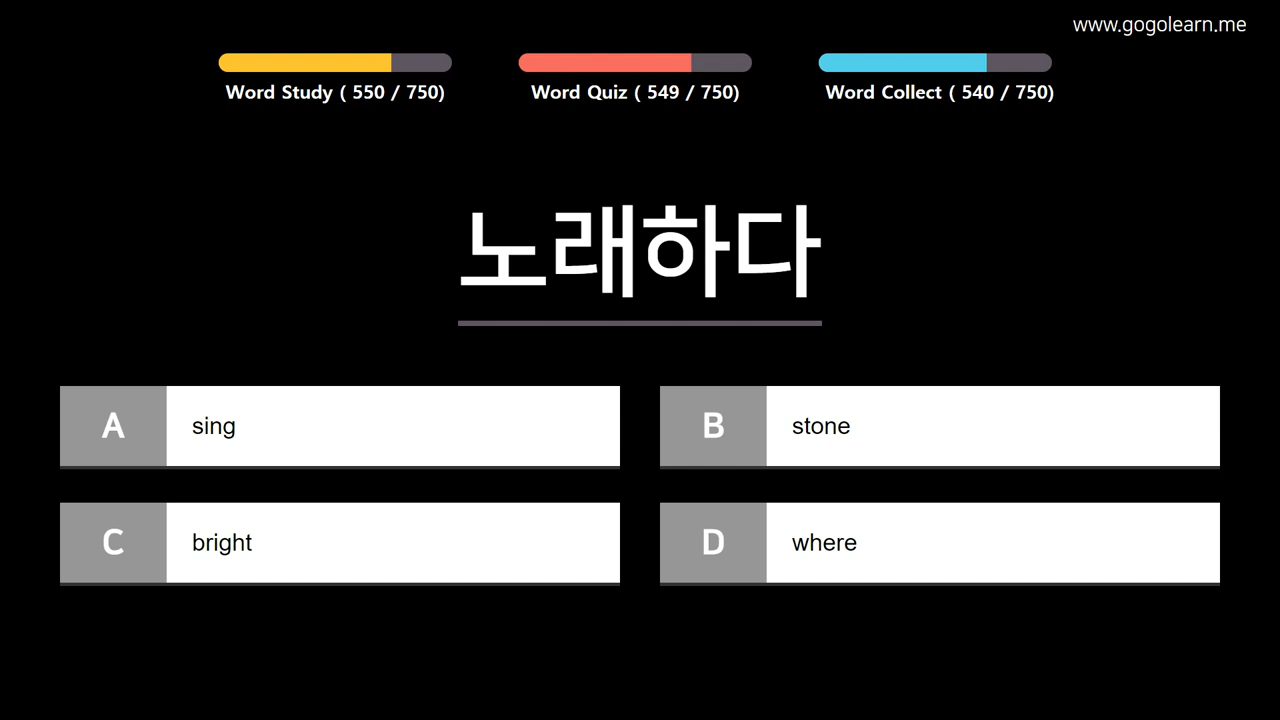 www.gogolearn.me
Word Study ( 550 / 750)
Word Quiz ( 549 / 750)
Word Collect ( 540 / 750)
노래하다
A sing
B stone
C bright
D where